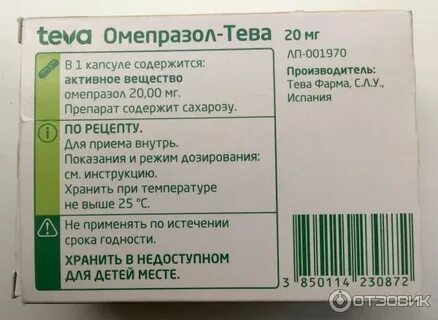 teva Омепразол-Тева 20 мг
ЛП-001970
В 1 капсуле содержится:
активное вещество
омепразол 20,00 мг.
Препарат содержит сахарозу.
Производитель:
Тева Фарма, С.Л.У.,
Испания
ПО РЕЦЕПТУ.
Для приема внутрь.
Показания и режим дозирования:
см. инструкцию.
Хранить при температуре
не выше 25 °C.
Не применять по истечении
срока годности.
ХРАНИТЬ В НЕДОСТУПНОМ
ДЛЯ ДЕТЕЙ МЕСТЕ.
3 850114 230872
ОТЗОВИК